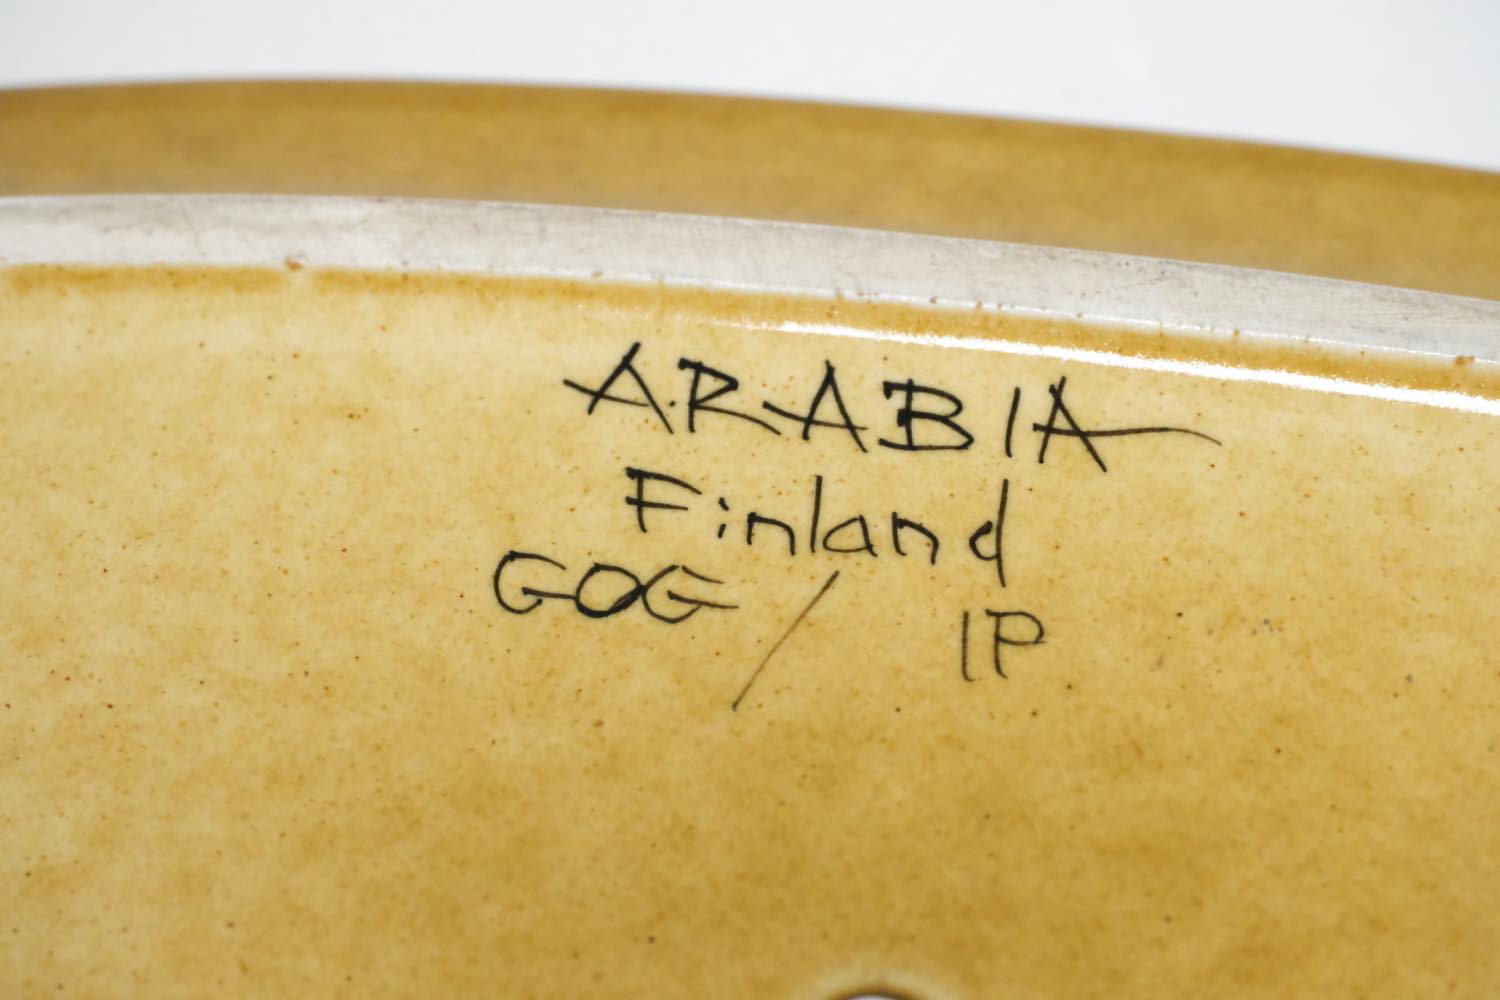 ARABIA
Finland
GOG / IP